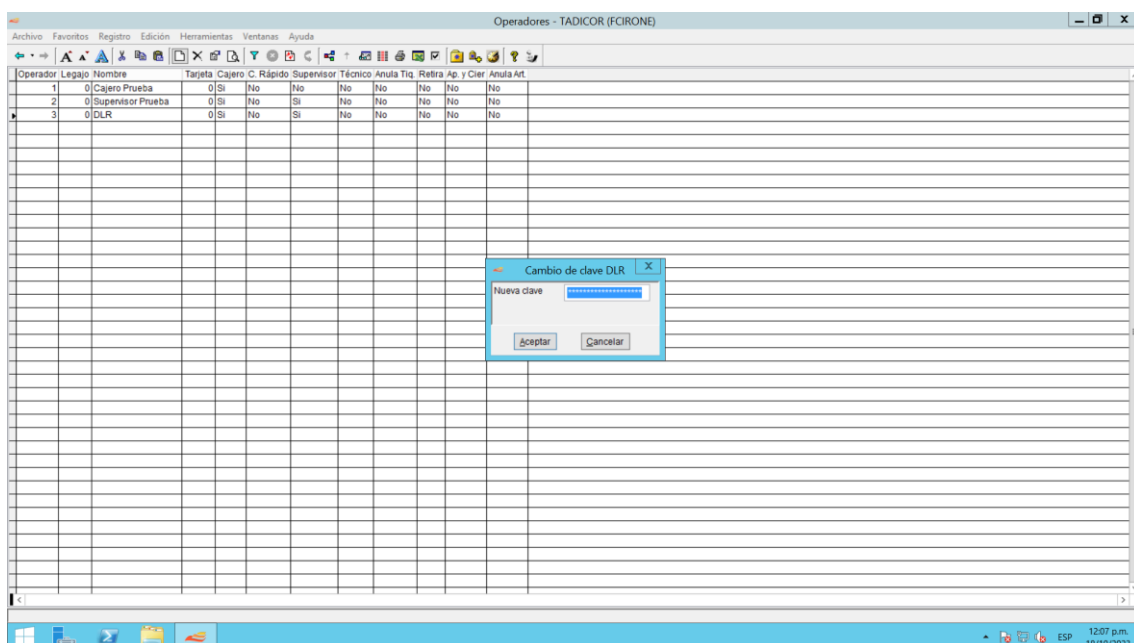 Operadores - TADICOR (FCIRONE)
Archivo Favoritos Registro Edición Herramientas Ventanas Ayuda
Operador Legajo Nombre Tarjeta Cajero C. Rápido Supervisor Técnico Anula Tiq. Retira Ap. y Cier Anula Art.
1 0 Cajero Prueba 0 Si No No No No No No No
2 0 Supervisor Prueba 0 Si No Si No No No No No
3 0 DLR 0 Si No Si No No No No No
Cambio de clave DLR
Nueva clave ********************
Aceptar Cancelar
ESP 12:07 p.m.